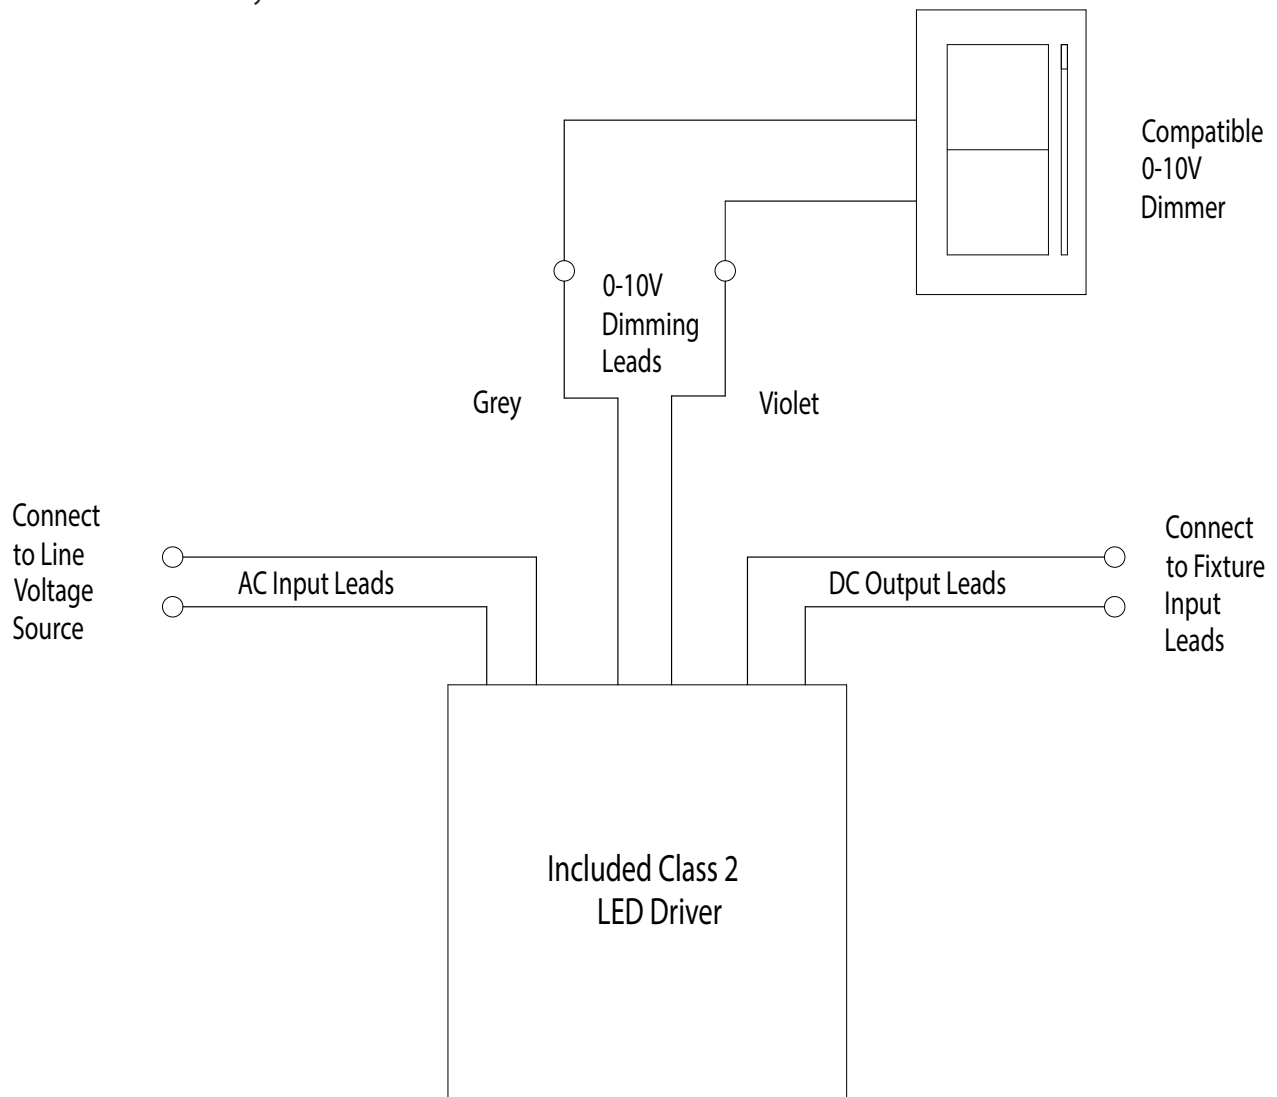 Compatible
0-10V
Dimmer
0-10V
Dimming
Leads
Grey
Violet
Connect
to Line
Voltage
Source
AC Input Leads
DC Output Leads
Connect
to Fixture
Input
Leads
Included Class 2
LED Driver